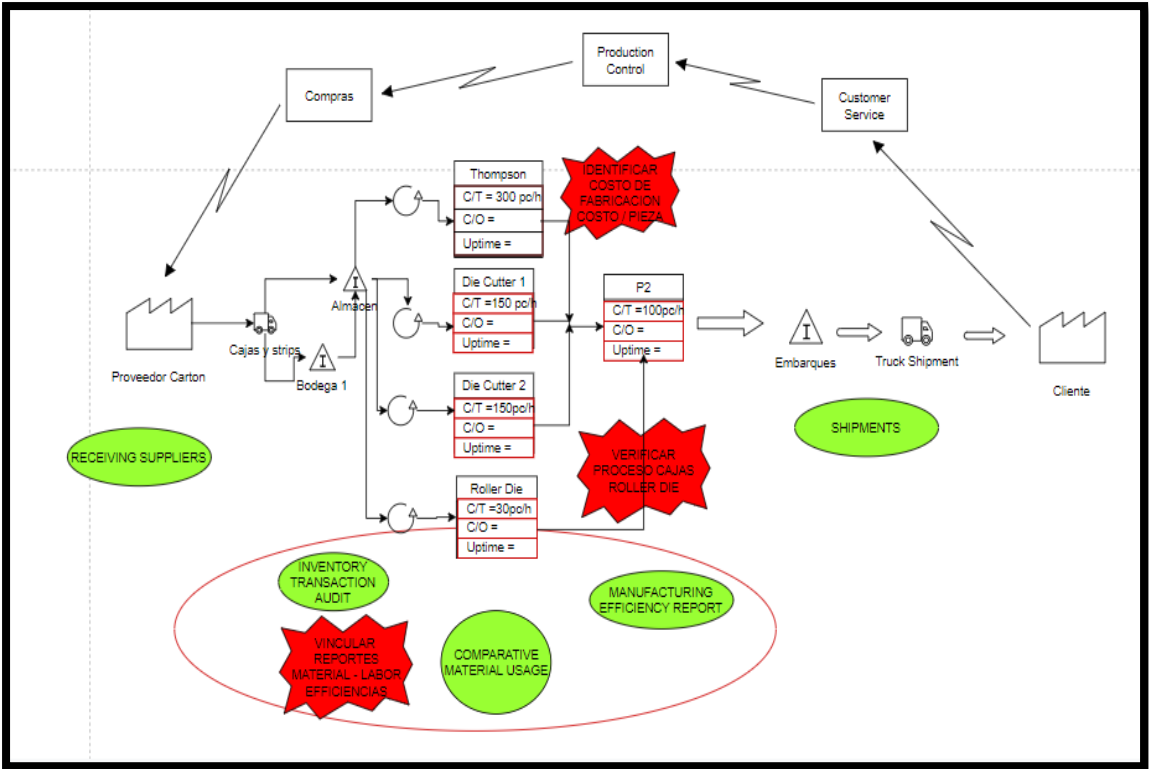 Production
Control
Compras
Customer
Service
Thompson
C/T = 300 pc/h
C/O =
Uptime =
IDENTIFICAR
COSTO DE
FABRICACION
COSTO / PIEZA
Die Cutter 1
C/T =150 pc/h
C/O =
Uptime =
P2
C/T =100pc/h
C/O =
Uptime =
I
Almacen
Cajas y strips
I
Bodega 1
Proveedor Carton
I
Embarques
Truck Shipment
Cliente
Die Cutter 2
C/T =150pc/h
C/O =
Uptime =
RECEIVING SUPPLIERS
SHIPMENTS
VERIFICAR
PROCESO CAJAS
ROLLER DIE
Roller Die
C/T =30pc/h
C/O =
Uptime =
INVENTORY
TRANSACTION
AUDIT
MANUFACTURING
EFFICIENCY REPORT
VINCULAR
REPORTES
MATERIAL - LABOR
EFFICIENCIAS
COMPARATIVE
MATERIAL USAGE